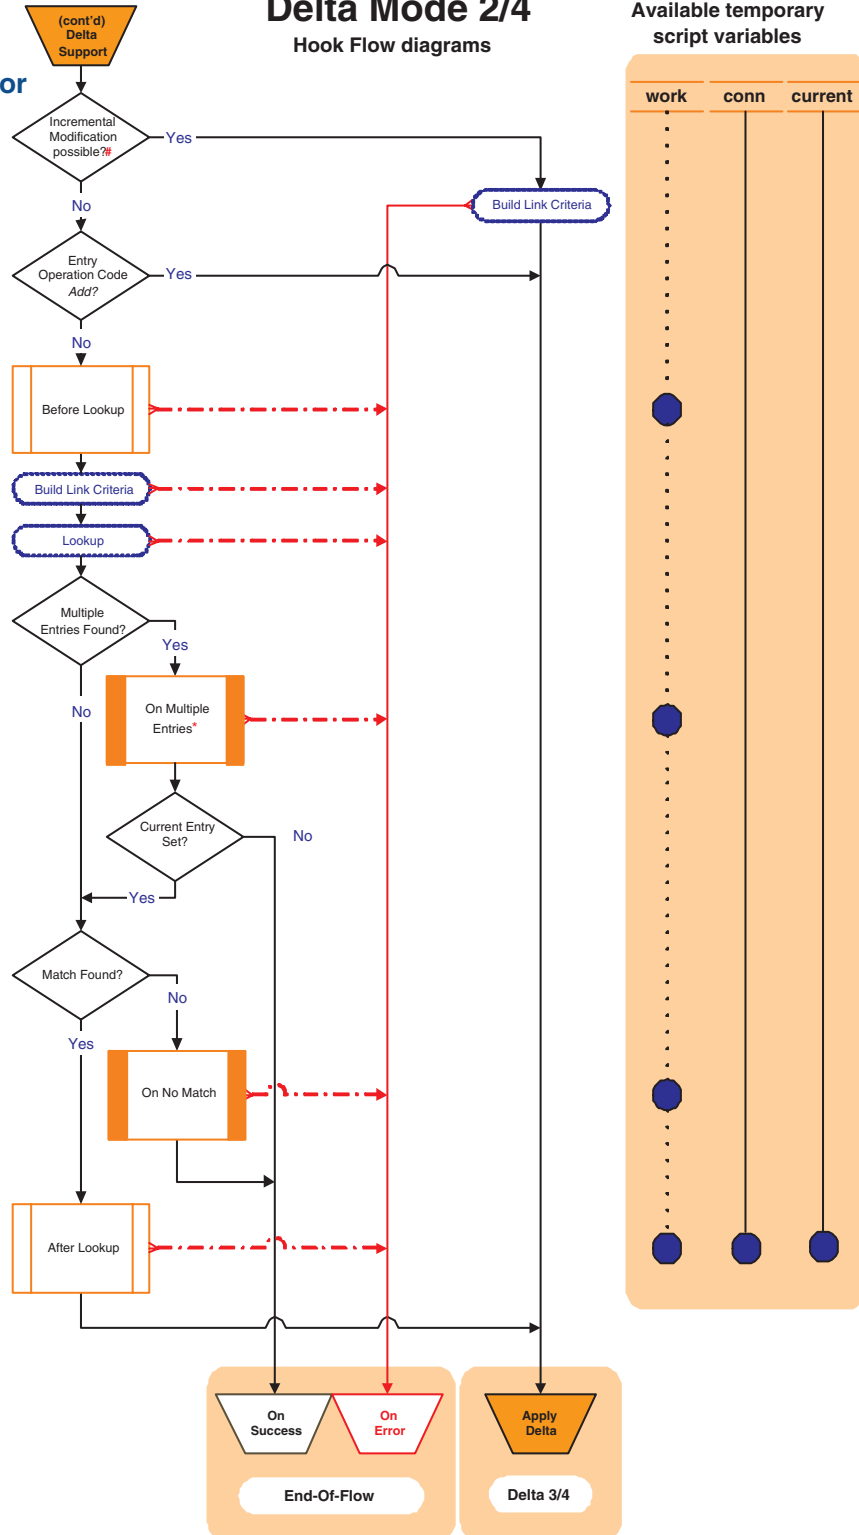 Delta Mode 2/4
Hook Flow diagrams
Available temporary
script variables
(cont'd)
Delta
Support
or
work
conn
current
Incremental
Modification
possible?#
Yes
No
Build Link Criteria
Entry
Operation Code
Add?
Yes
No
Before Lookup
Build Link Criteria
Lookup
Multiple
Entries Found?
Yes
No
On Multiple
Entries*
Current Entry
Set?
No
Yes
Match Found?
No
Yes
On No Match
After Lookup
On
Success
On
Error
Apply
Delta
End-Of-Flow
Delta 3/4